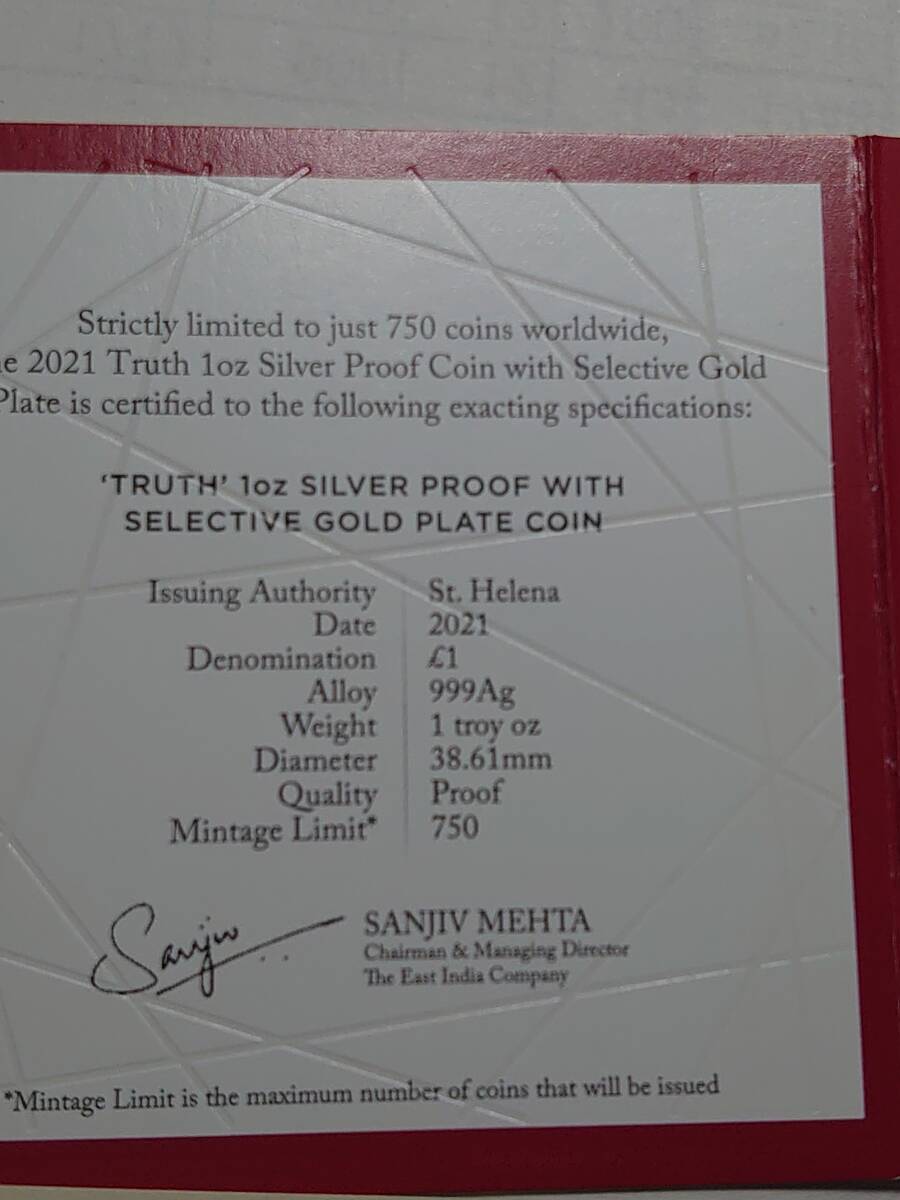 Strictly limited to just 750 coins worldwide,
e 2021 Truth 1oz Silver Proof Coin with Selective Gold
Plate is certified to the following exacting specifications:
‘TRUTH’ 1oz SILVER PROOF WITH
SELECTIVE GOLD PLATE COIN
Issuing Authority St. Helena
Date 2021
Denomination £1
Alloy 999Ag
Weight 1 troy oz
Diameter 38.61mm
Quality Proof
Mintage Limit* 750
Sanjiv
SANJIV MEHTA
Chairman & Managing Director
The East India Company
*Mintage Limit is the maximum number of coins that will be issued